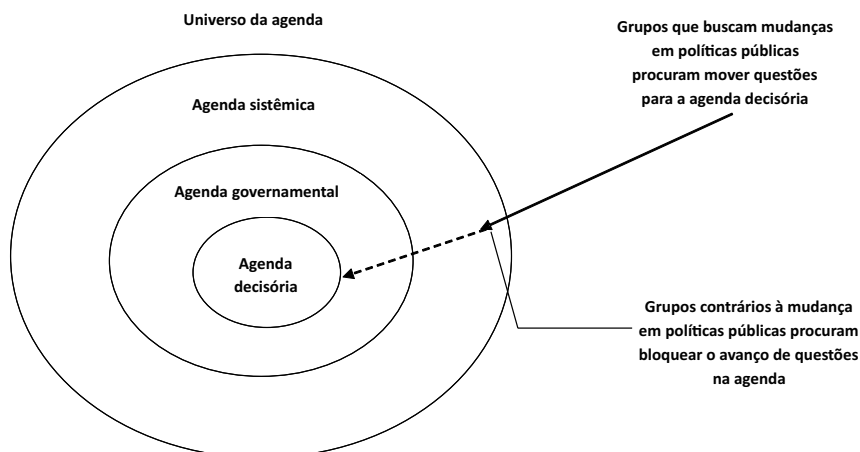 Universo da agenda
Grupos que buscam mudanças
em políticas públicas
procuram mover questões
para a agenda decisória
Agenda sistêmica
Agenda governamental
Agenda
decisória
Grupos contrários à mudança
em políticas públicas procuram
bloquear o avanço de questões
na agenda